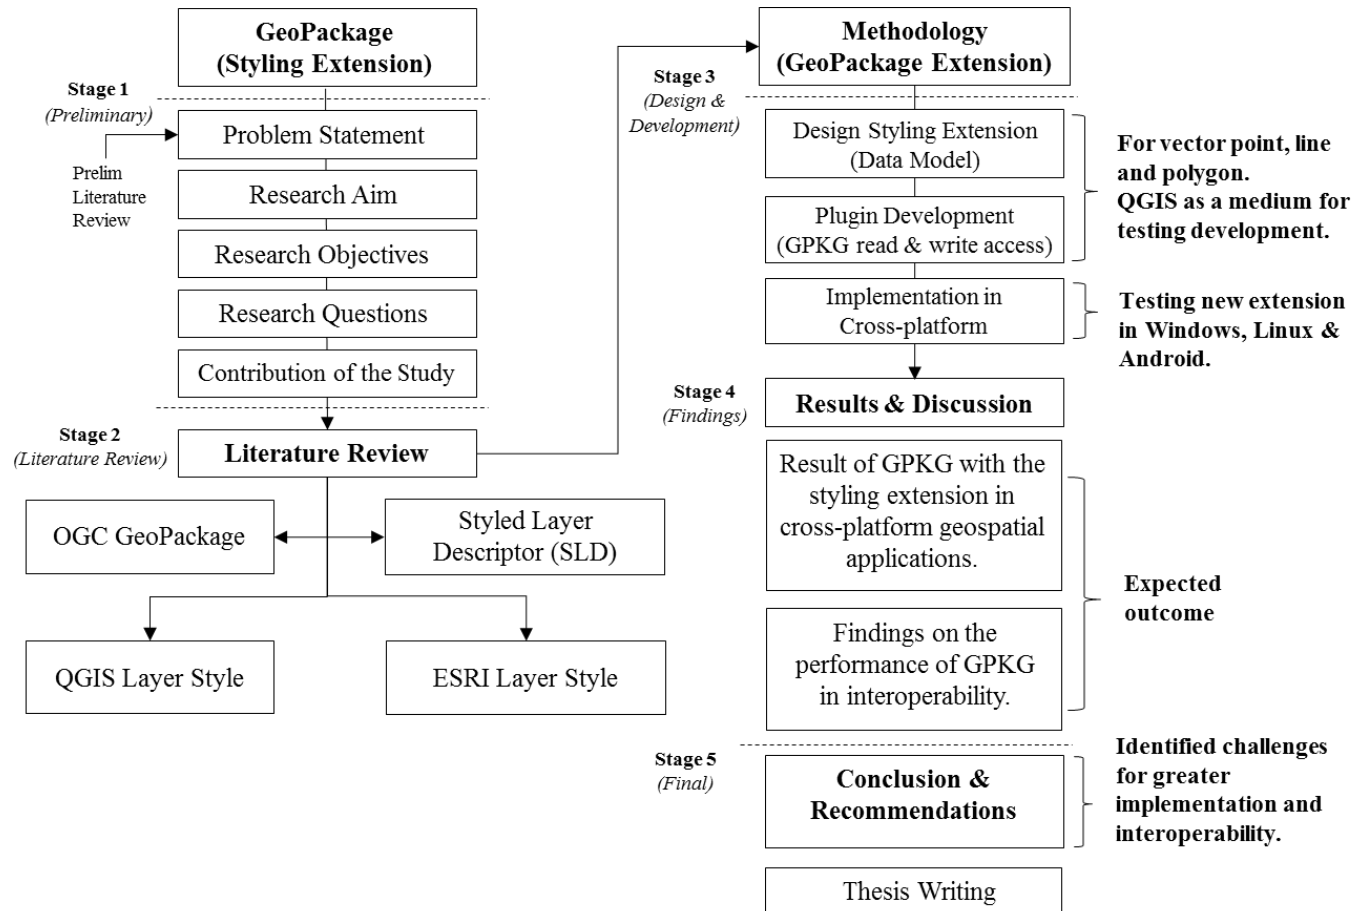 GeoPackage
(Styling Extension)
Stage 1
(Preliminary)
Problem Statement
Prelim
Literature
Review
Research Aim
Research Objectives
Research Questions
Contribution of the Study
Stage 2
(Literature Review)
Literature Review
OGC GeoPackage
Styled Layer
Descriptor (SLD)
QGIS Layer Style
ESRI Layer Style
Methodology
(GeoPackage Extension)
Stage 3
(Design &
Development)
Design Styling Extension
(Data Model)
Plugin Development
(GPKG read & write access)
For vector point, line
and polygon.
QGIS as a medium for
testing development.
Implementation in
Cross-platform
Testing new extension
in Windows, Linux &
Android.
Stage 4
(Findings)
Results & Discussion
Result of GPKG with the
styling extension in
cross-platform geospatial
applications.
Findings on the
performance of GPKG
in interoperability.
Expected
outcome
Stage 5
(Final)
Conclusion &
Recommendations
Identified challenges
for greater
implementation and
interoperability.
Thesis Writing